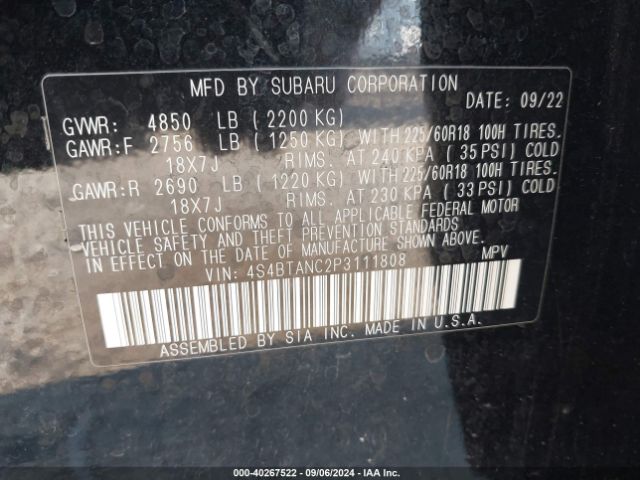 MFD BY SUBARU CORPORATION
DATE: 09/22
GVWR: 4850 LB (2200 KG)
GAWR:F 2756 LB (1250 KG) WITH 225/60R18 100H TIRES.
18X7J RIMS. AT 240 KPA (35 PSI) COLD
GAWR:R 2690 LB (1220 KG) WITH 225/60R18 100H TIRES.
18X7J RIMS. AT 230 KPA (33 PSI) COLD
THIS VEHICLE CONFORMS TO ALL APPLICABLE FEDERAL MOTOR
VEHICLE SAFETY AND THEFT PREVENTION STANDARDS
IN EFFECT ON THE DATE OF MANUFACTURE SHOWN ABOVE.
VIN: 4S4BTANC2P3111808 MPV
ASSEMBLED BY SIA INC. MADE IN U.S.A.
000-40267522 - 09/06/2024 - IAA Inc.